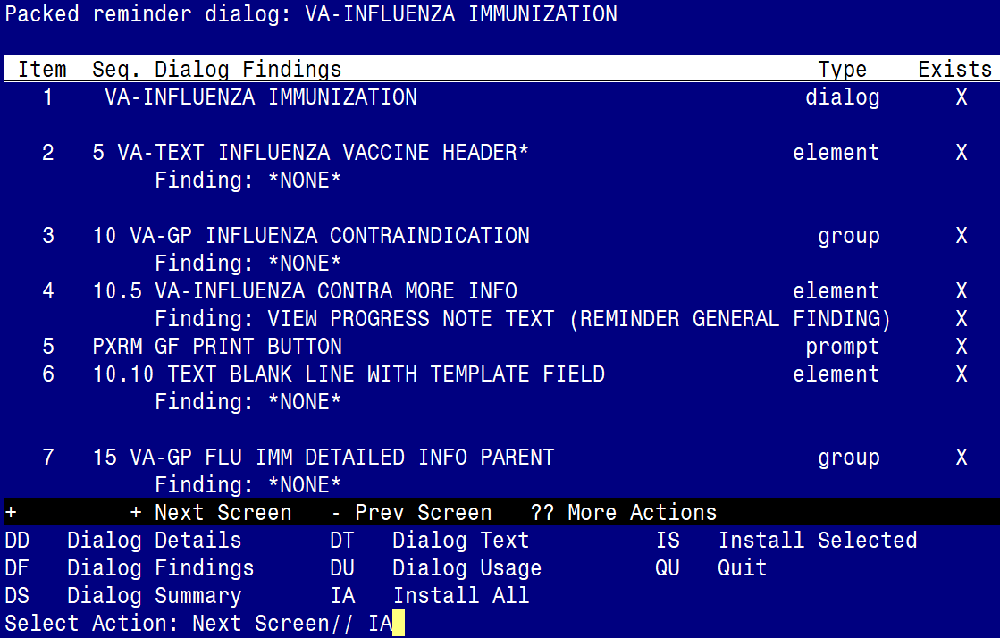 Packed reminder dialog: VA-INFLUENZA IMMUNIZATION
Item Seq. Dialog Findings Type Exists
1 VA-INFLUENZA IMMUNIZATION dialog X
2 5 VA-TEXT INFLUENZA VACCINE HEADER* element X
Finding: *NONE*
3 10 VA-GP INFLUENZA CONTRAINDICATION group X
Finding: *NONE*
4 10.5 VA-INFLUENZA CONTRA MORE INFO element X
Finding: VIEW PROGRESS NOTE TEXT (REMINDER GENERAL FINDING) X
5 PXRM GF PRINT BUTTON prompt X
6 10.10 TEXT BLANK LINE WITH TEMPLATE FIELD element X
Finding: *NONE*
7 15 VA-GP FLU IMM DETAILED INFO PARENT group X
Finding: *NONE*
+ + Next Screen - Prev Screen ?? More Actions
DD Dialog Details DT Dialog Text IS Install Selected
DF Dialog Findings DU Dialog Usage QU Quit
DS Dialog Summary IA Install All
Select Action: Next Screen// IA